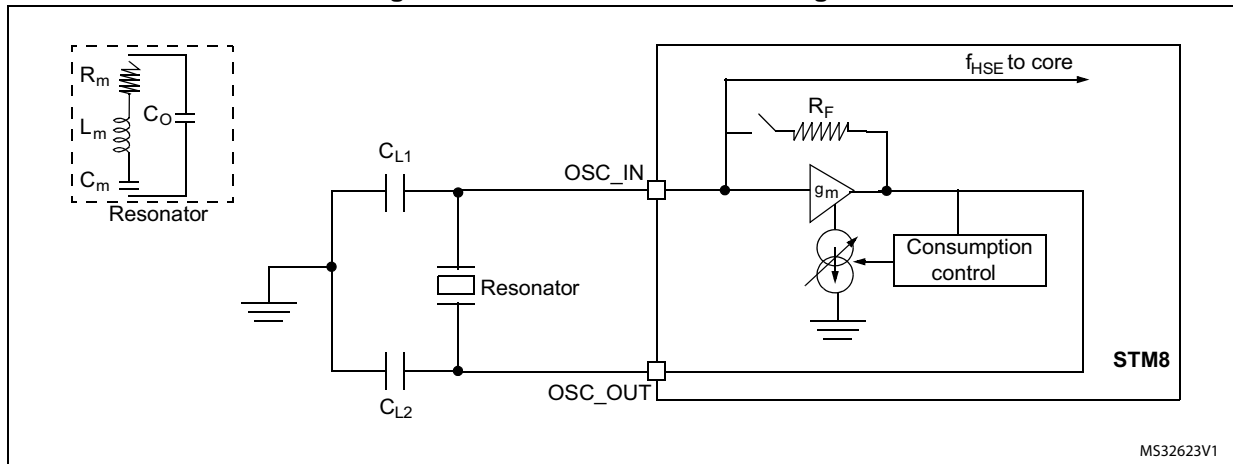 R_m
L_m
C_m
C_O
Resonator
C_L1
C_L2
Resonator
OSC_IN
OSC_OUT
f_HSE to core
R_F
g_m
Consumption
control
STM8
MS32623V1